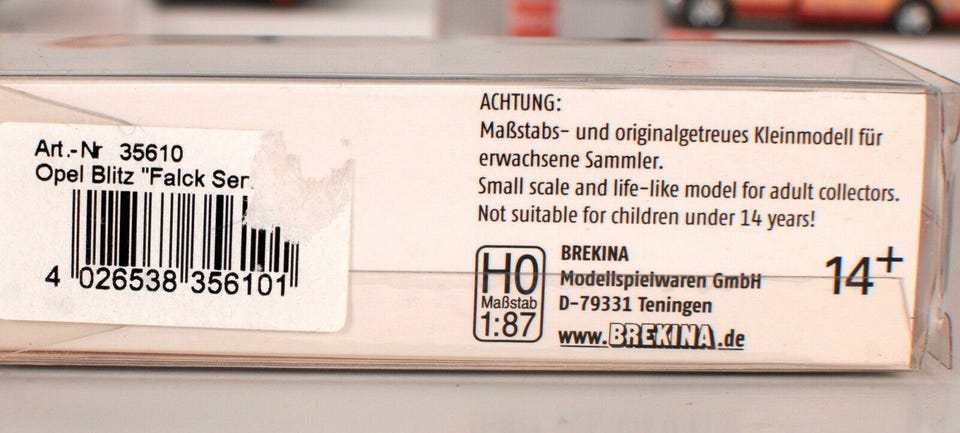 Art.-Nr 35610
Opel Blitz "Falck Ser
4 026538 356101
ACHTUNG:
Maßstabs- und originalgetreues Kleinmodell für
erwachsene Sammler.
Small scale and life-like model for adult collectors.
Not suitable for children under 14 years!
H0
Maßstab
1:87
BREKINA
Modellspielwaren GmbH
D-79331 Teningen
www.BREKINA.de
14+